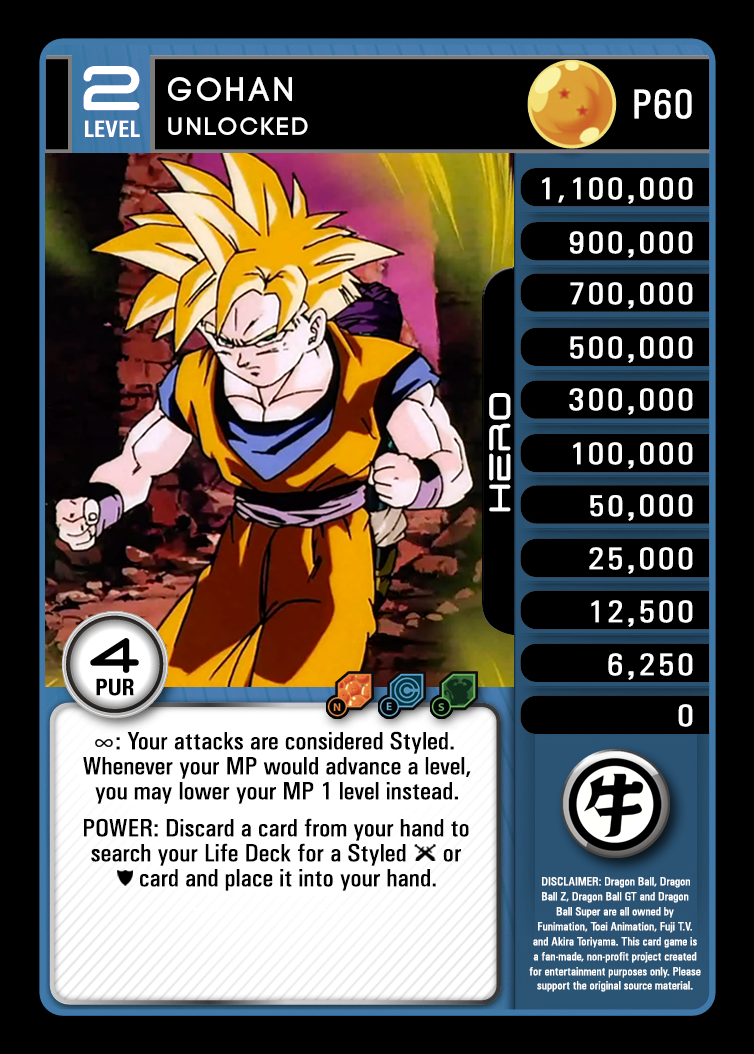 2
LEVEL
GOHAN
UNLOCKED
P60
1,100,000
900,000
700,000
500,000
300,000
100,000
50,000
25,000
12,500
6,250
0
HERO
4
PUR
N E S
∞: Your attacks are considered Styled.
Whenever your MP would advance a level,
you may lower your MP 1 level instead.
POWER: Discard a card from your hand to
search your Life Deck for a Styled or
card and place it into your hand.
牛
DISCLAIMER: Dragon Ball, Dragon
Ball Z, Dragon Ball GT and Dragon
Ball Super are all owned by
Funimation, Toei Animation, Fuji T.V.
and Akira Toriyama. This card game is
a fan-made, non-profit project created
for entertainment purposes only. Please
support the original source material.